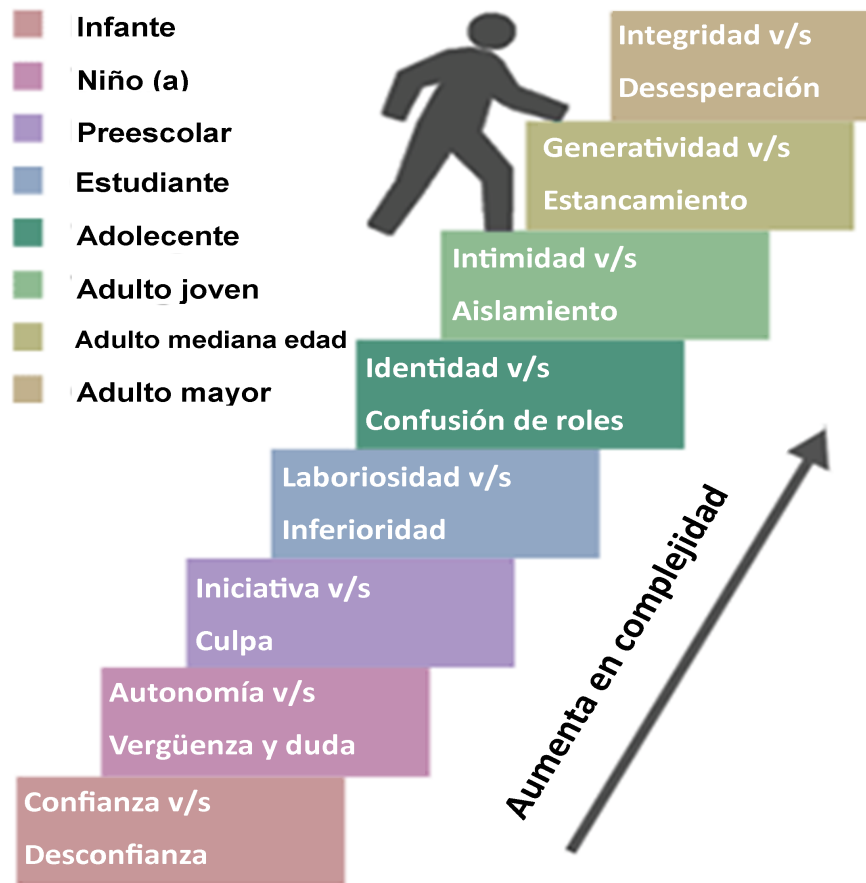 Infante
Niño (a)
Preescolar
Estudiante
Adolecente
Adulto joven
Adulto mediana edad
Adulto mayor
Integridad v/s
Desesperación
Generatividad v/s
Estancamiento
Intimidad v/s
Aislamiento
Identidad v/s
Confusión de roles
Laboriosidad v/s
Inferioridad
Iniciativa v/s
Culpa
Autonomía v/s
Vergüenza y duda
Confianza v/s
Desconfianza
Aumenta en complejidad